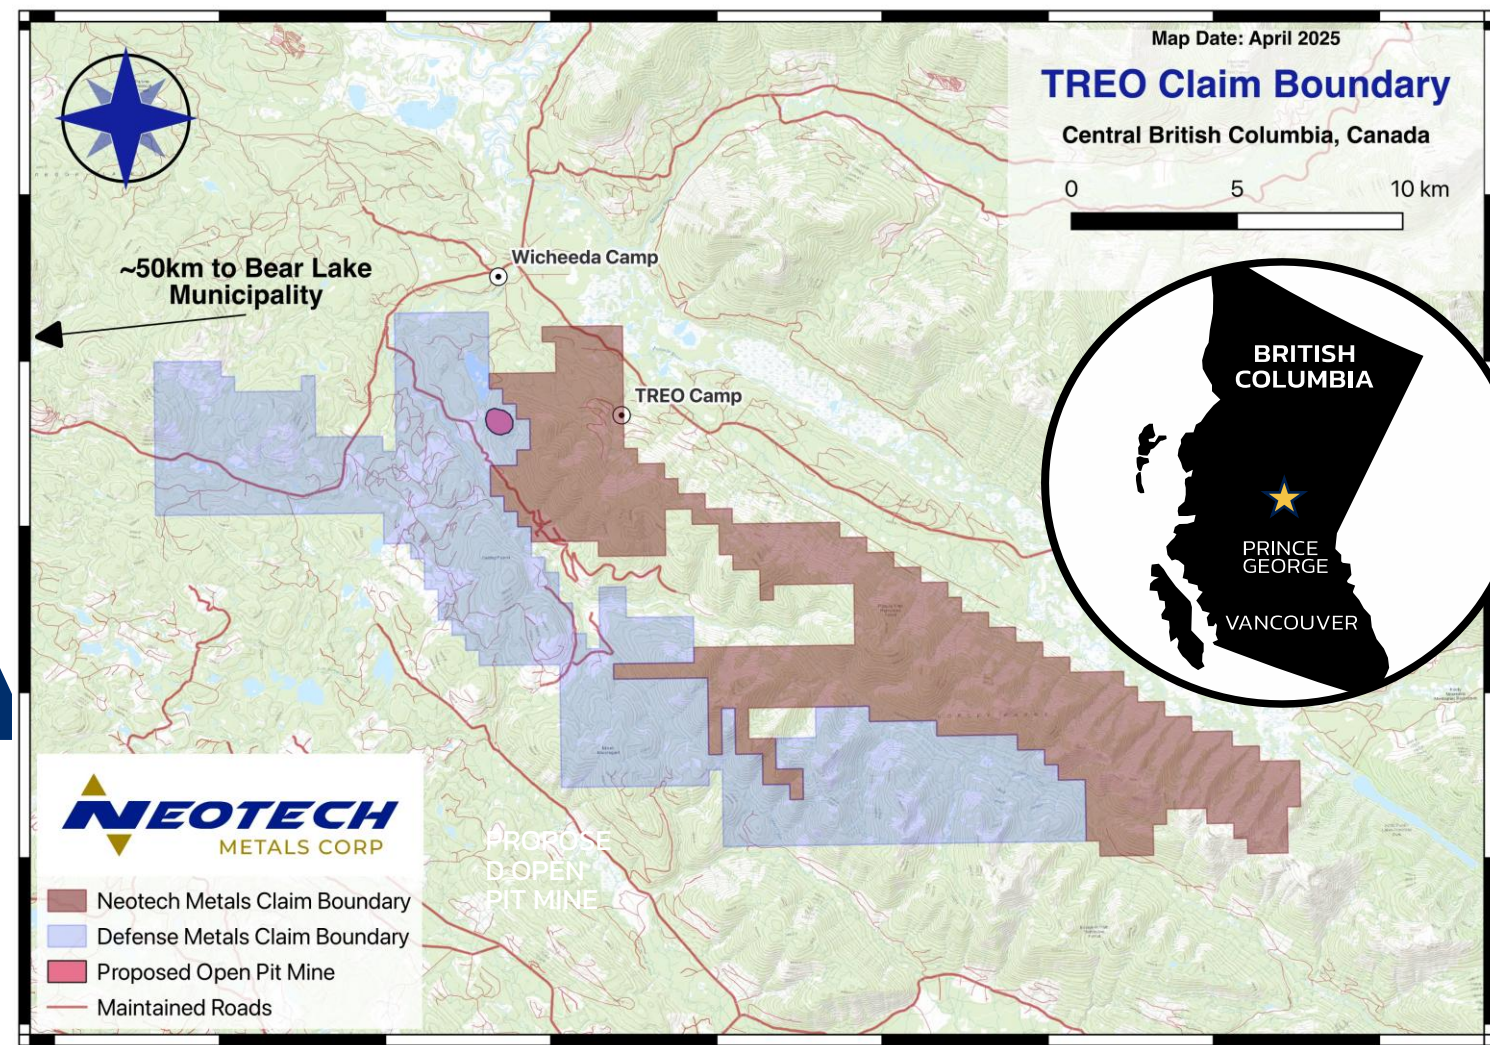 Map Date: April 2025
TREO Claim Boundary
Central British Columbia, Canada
0 5 10 km
Wicheeda Camp
~50km to Bear Lake
Municipality
TREO Camp
BRITISH
COLUMBIA
PRINCE
GEORGE
VANCOUVER
NEOTECH
METALS CORP
PROPOSE
D OPEN
PIT MINE
Neotech Metals Claim Boundary
Defense Metals Claim Boundary
Proposed Open Pit Mine
Maintained Roads